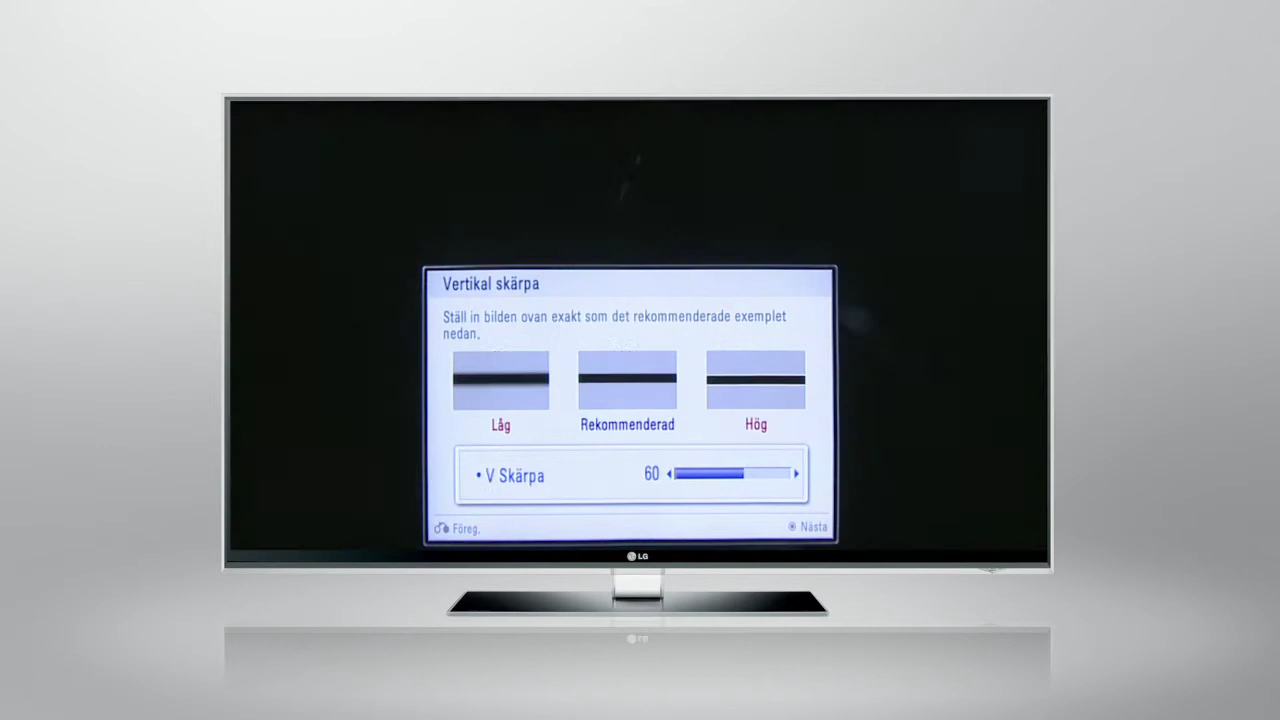 Vertikal skärpa
Ställ in bilden ovan exakt som det rekommenderade exemplet
nedan.
Låg Rekommenderad Hög
• V Skärpa 60
Föreg. Nästa
LG